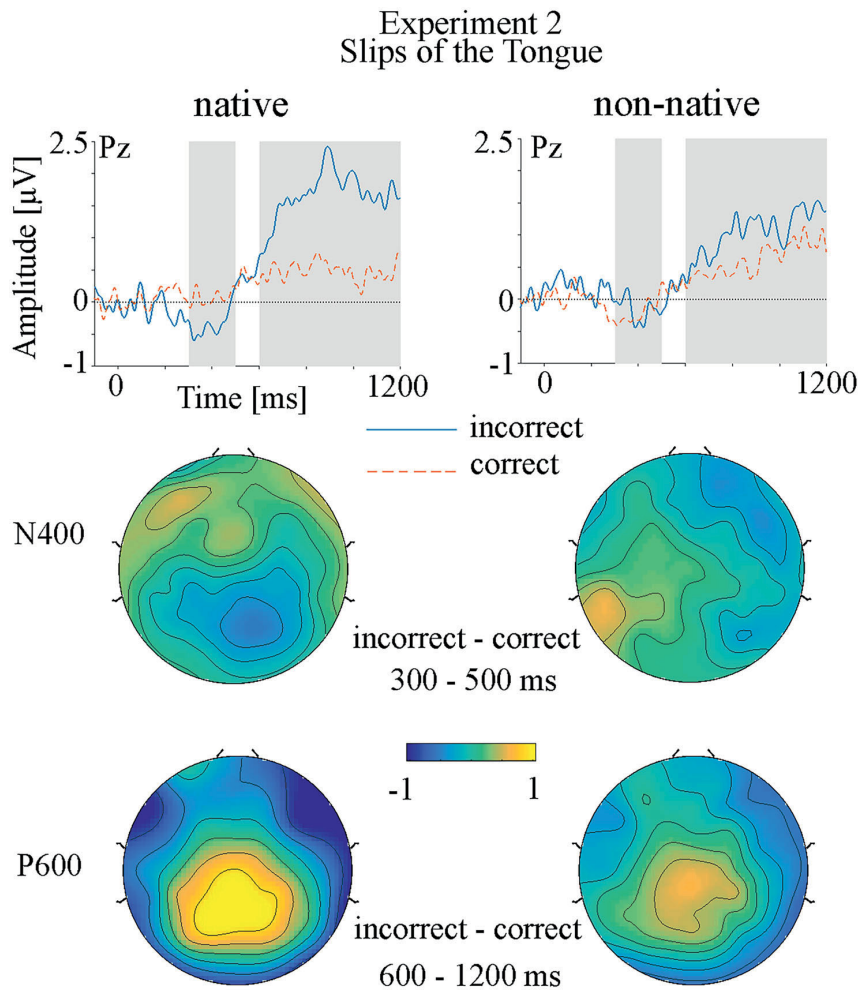 Experiment 2
Slips of the Tongue
native
non-native
2.5
Pz
0
-1
Amplitude [µV]
0
1200
Time [ms]
2.5
Pz
0
-1
0
1200
incorrect
correct
N400
incorrect - correct
300 - 500 ms
-1
1
P600
incorrect - correct
600 - 1200 ms